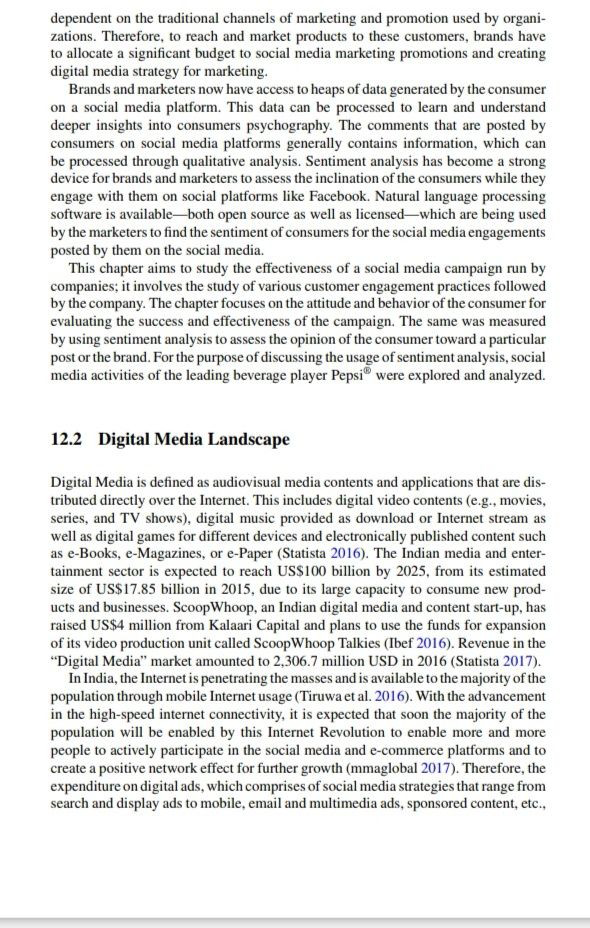 dependent on the traditional channels of marketing and promotion used by organi-
zations. Therefore, to reach and market products to these customers, brands have
to allocate a significant budget to social media marketing promotions and creating
digital media strategy for marketing.
Brands and marketers now have access to heaps of data generated by the consumer
on a social media platform. This data can be processed to learn and understand
deeper insights into consumers psychography. The comments that are posted by
consumers on social media platforms generally contains information, which can
be processed through qualitative analysis. Sentiment analysis has become a strong
device for brands and marketers to assess the inclination of the consumers while they
engage with them on social platforms like Facebook. Natural language processing
software is available—both open source as well as licensed—which are being used
by the marketers to find the sentiment of consumers for the social media engagements
posted by them on the social media.
This chapter aims to study the effectiveness of a social media campaign run by
companies; it involves the study of various customer engagement practices followed
by the company. The chapter focuses on the attitude and behavior of the consumer for
evaluating the success and effectiveness of the campaign. The same was measured
by using sentiment analysis to assess the opinion of the consumer toward a particular
post or the brand. For the purpose of discussing the usage of sentiment analysis, social
media activities of the leading beverage player Pepsi® were explored and analyzed.
12.2 Digital Media Landscape
Digital Media is defined as audiovisual media contents and applications that are dis-
tributed directly over the Internet. This includes digital video contents (e.g., movies,
series, and TV shows), digital music provided as download or Internet stream as
well as digital games for different devices and electronically published content such
as e-Books, e-Magazines, or e-Paper (Statista 2016). The Indian media and enter-
tainment sector is expected to reach US$100 billion by 2025, from its estimated
size of US$17.85 billion in 2015, due to its large capacity to consume new prod-
ucts and businesses. ScoopWhoop, an Indian digital media and content start-up, has
raised US$4 million from Kalaari Capital and plans to use the funds for expansion
of its video production unit called ScoopWhoop Talkies (Ibef 2016). Revenue in the
“Digital Media” market amounted to 2,306.7 million USD in 2016 (Statista 2017).
In India, the Internet is penetrating the masses and is available to the majority of the
population through mobile Internet usage (Tiruwa et al. 2016). With the advancement
in the high-speed internet connectivity, it is expected that soon the majority of the
population will be enabled by this Internet Revolution to enable more and more
people to actively participate in the social media and e-commerce platforms and to
create a positive network effect for further growth (mmaglobal 2017). Therefore, the
expenditure on digital ads, which comprises of social media strategies that range from
search and display ads to mobile, email and multimedia ads, sponsored content, etc.,